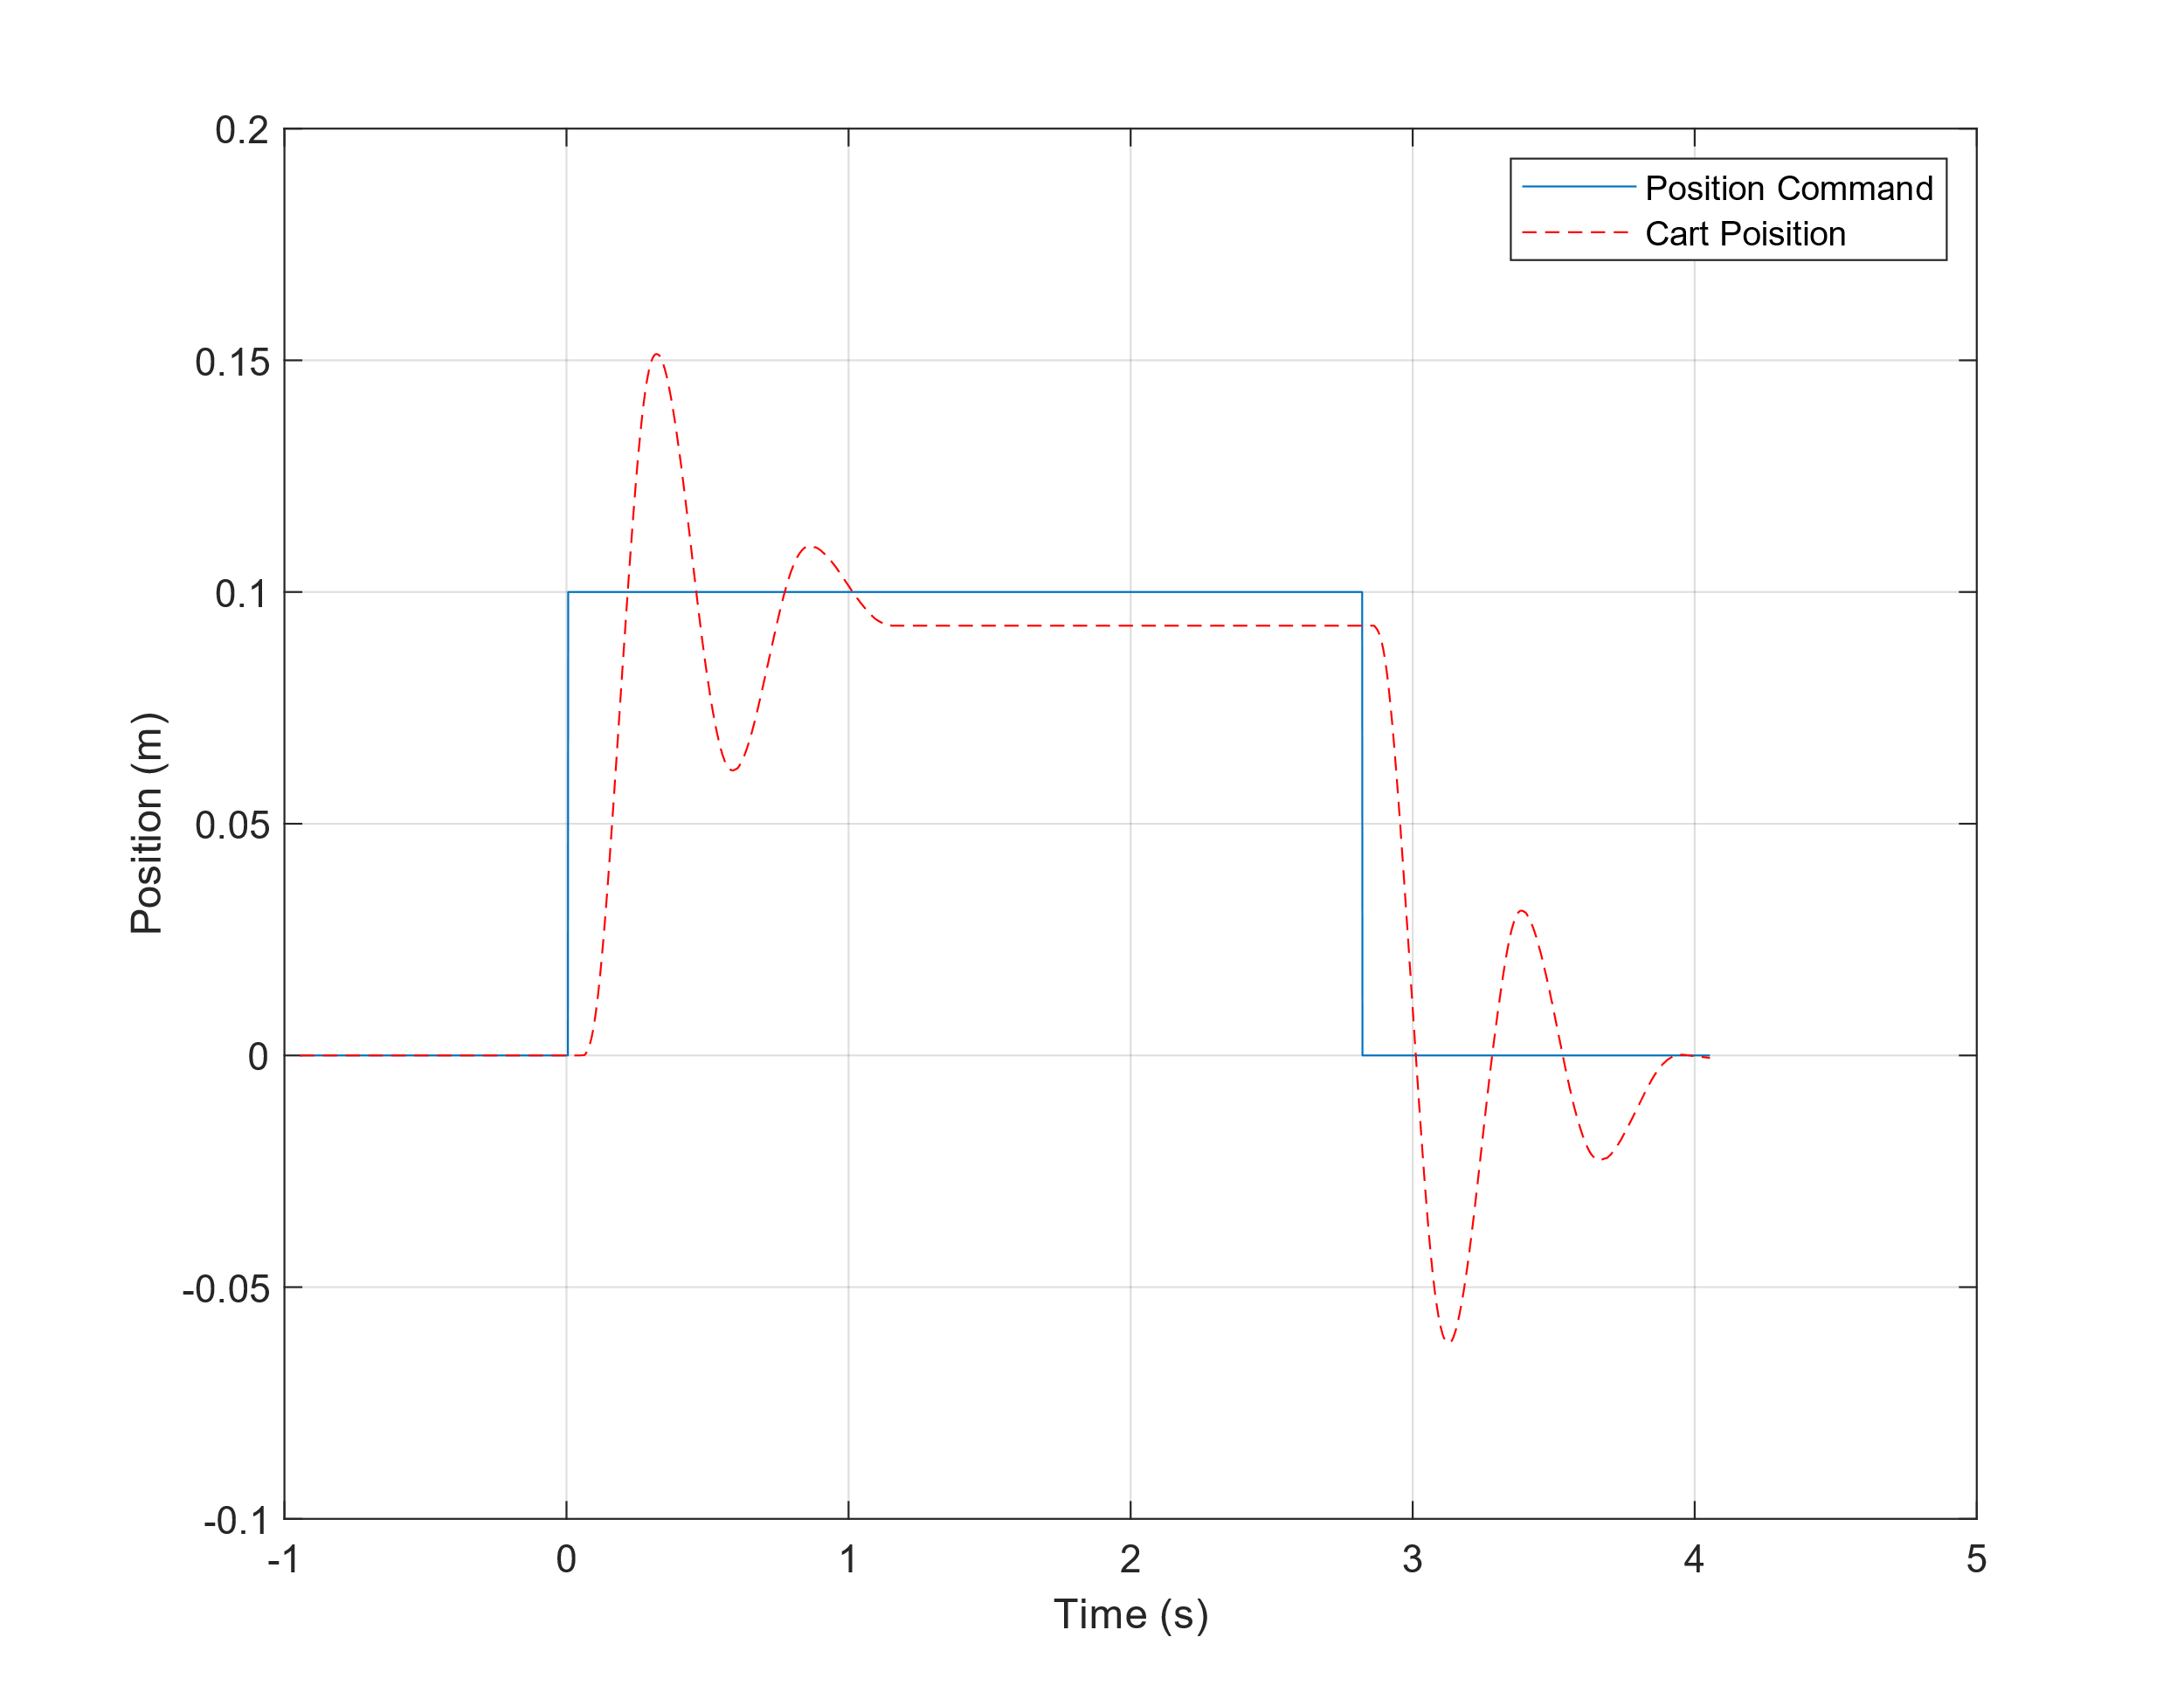 0.2
0.15
0.1
0.05
0
-0.05
-0.1
Position (m)
Position Command
Cart Poisition
-1 0 1 2 3 4 5
Time (s)